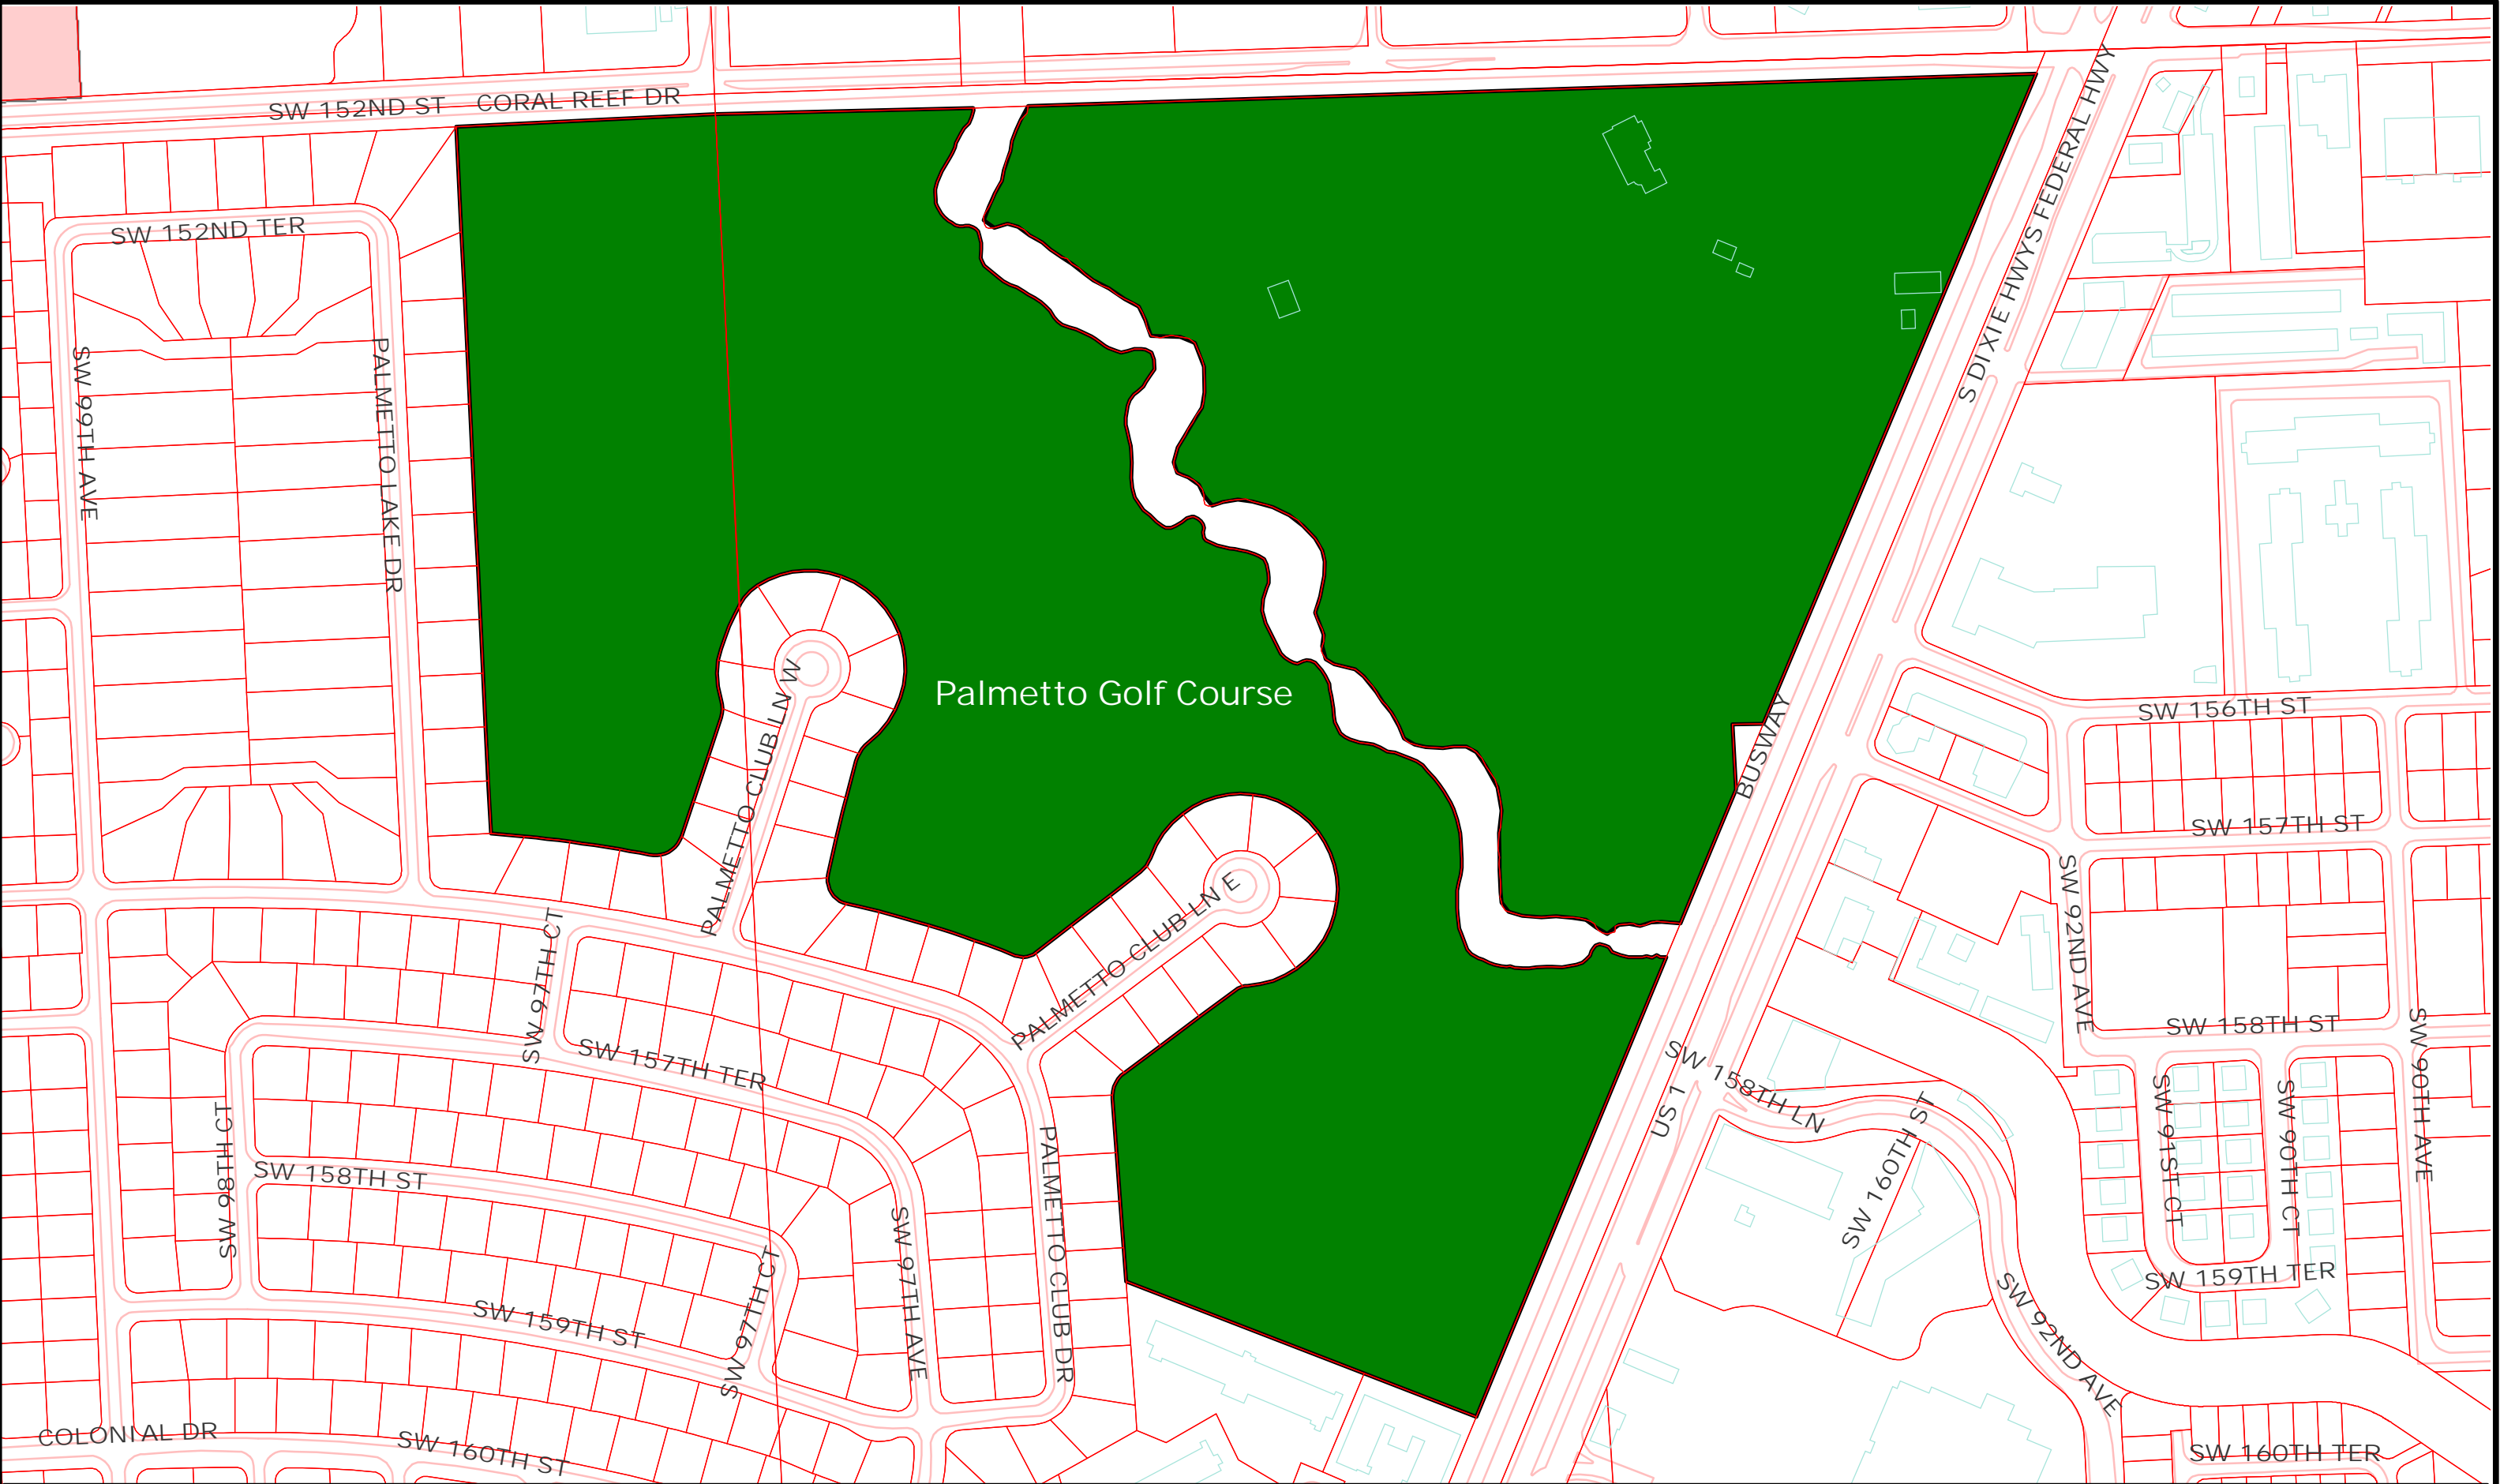 SW 152ND ST CORAL REEF DR
S DIXIE HWY
S FEDERAL HWY
SW 152ND TER
SW 99TH AVE
PALMETTO LAKE DR
Palmetto Golf Course
PALMETTO CLUB LN W
BUSWAY
SW 156TH ST
SW 157TH ST
PALMETTO CLUB LN E
SW 92ND AVE
SW 97TH CT
SW 158TH ST
SW 157TH TER
SW 158TH LN
US 1
SW 160TH ST
SW 91ST CT
SW 90TH CT
SW 90TH AVE
SW 98TH CT
SW 158TH ST
PALMETTO CLUB DR
SW 97TH AVE
SW 159TH TER
SW 159TH ST
SW 97TH CT
SW 92ND AVE
COLONIAL DR
SW 160TH ST
SW 160TH TER